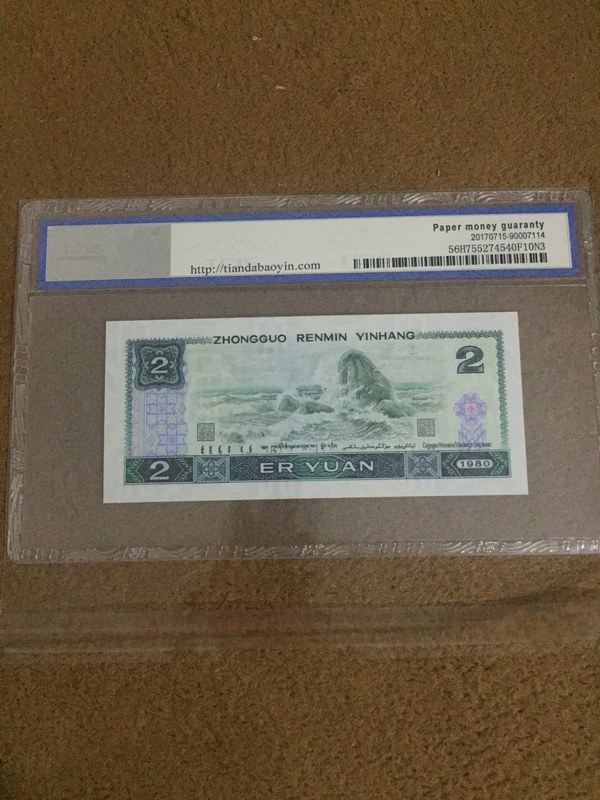 Paper money guaranty
20170715-90007114
56H755274540F10N3
http://tiandabaoyin.com
ZHONGGUO RENMIN YINHANG
2
2
2
ER YUAN
1980